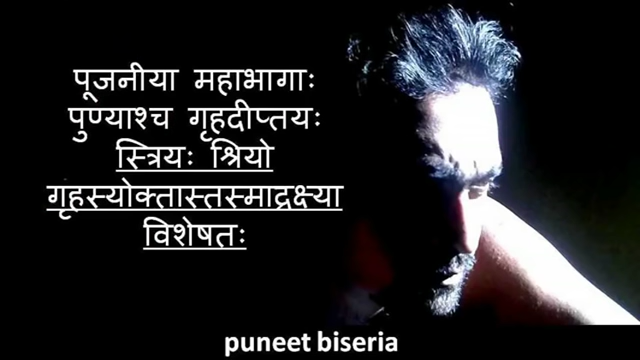 पूजनीया महाभागाः
पुण्याश्च गृहदीप्तयः
स्त्रियः श्रियो
गृहस्योक्तास्तस्माद्रक्ष्या
विशेषतः
puneet biseria